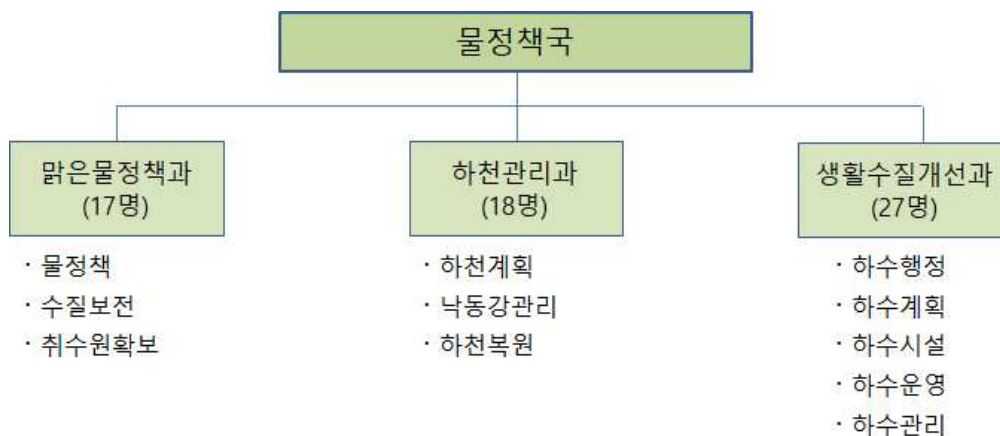 물정책국
맑은물정책과
(17명)
· 물정책
· 수질보전
· 취수원확보
하천관리과
(18명)
· 하천계획
· 낙동강관리
· 하천복원
생활수질개선과
(27명)
· 하수행정
· 하수계획
· 하수시설
· 하수운영
· 하수관리